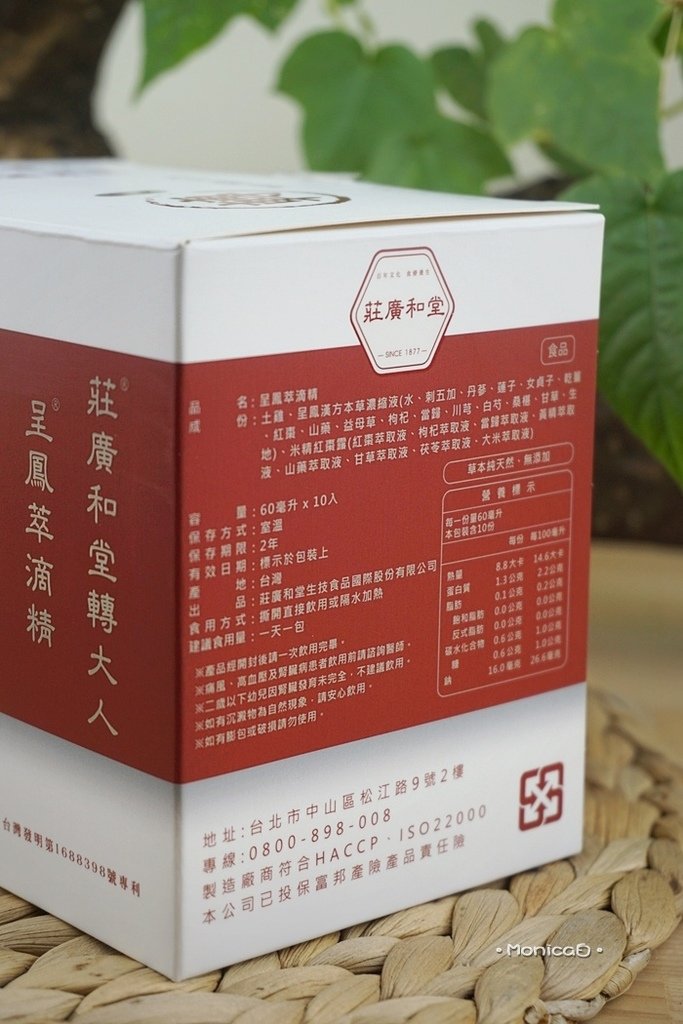 百年文化 食療養生
莊廣和堂
SINCE 1877
食品
品名:呈鳳萃滴精
成份:土雞、呈鳳漢方本草濃縮液(水、刺五加、丹蔘、蓮子、女貞子、乾薑
、紅棗、山藥、益母草、枸杞、當歸、川芎、白芍、桑椹、甘草、生
地)、米精紅棗露(紅棗萃取液、枸杞萃取液、當歸萃取液、黃精萃取
液、山藥萃取液、甘草萃取液、茯苓萃取液、大米萃取液)
草本純天然、無添加
容量:60毫升 x 10入
保存方式:室溫
保存期限:2年
有效日期:標示於包裝上
產地:台灣
出品:莊廣和堂生技食品國際股份有限公司
食用方式:撕開直接飲用或隔水加熱
建議食用量:一天一包
※產品經開封後請一次飲用完畢。
※痛風、高血壓及腎臟病患者飲用前請諮詢醫師。
※二歲以下幼兒因腎臟發育未完全,不建議飲用。
※如有沉澱物為自然現象,請安心飲用。
※如有膨包或破損請勿使用。
營養標示
每一份量60毫升
本包裝含10份
每份 每100毫升
熱量 8.8大卡 14.6大卡
蛋白質 1.3公克 2.2公克
脂肪 0.1公克 0.2公克
飽和脂肪 0.0公克 0.0公克
反式脂肪 0.0公克 0.0公克
碳水化合物 0.6公克 1.0公克
糖 0.6公克 1.0公克
鈉 16.0毫克 26.6毫克
地址:台北市中山區松江路9號2樓
專線:0800-898-008
製造廠商符合HACCP、ISO22000
本公司已投保富邦產險產品責任險
莊廣和堂®轉大人
呈鳳萃滴精®
台灣發明第I688398號專利
MonicaD